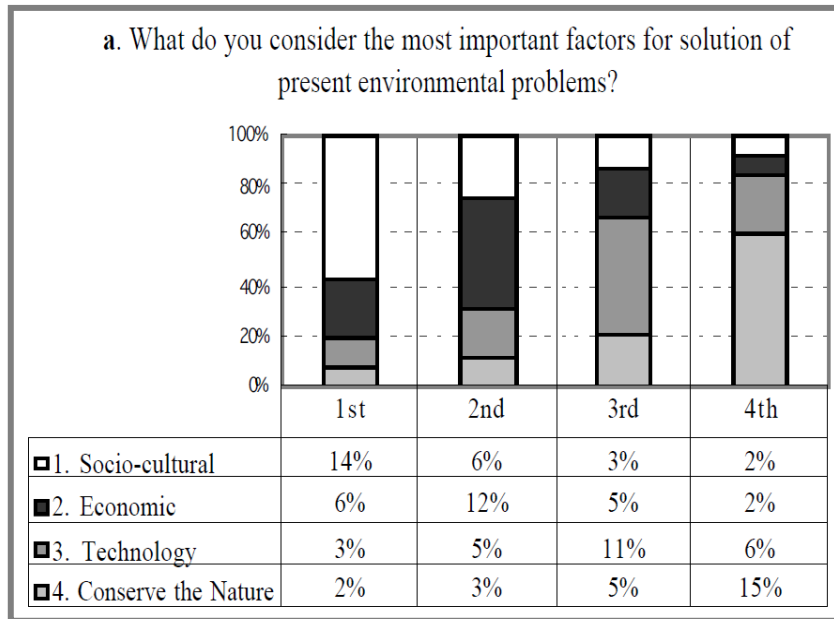 a. What do you consider the most important factors for solution of
present environmental problems?
100%
80%
60%
40%
20%
0%
1st 2nd 3rd 4th
1. Socio-cultural 14% 6% 3% 2%
2. Economic 6% 12% 5% 2%
3. Technology 3% 5% 11% 6%
4. Conserve the Nature 2% 3% 5% 15%